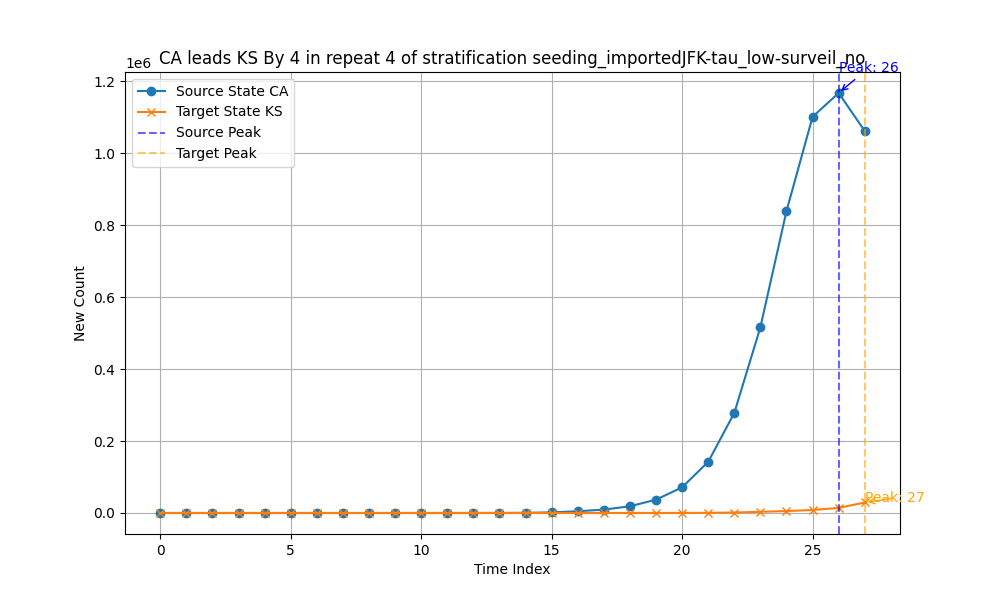 CA leads KS By 4 in repeat 4 of stratification seeding_importedJFK-tau_low-surveil_no
1e6
Peak: 26
Source State CA
Target State KS
Source Peak
Target Peak
1.2
1.0
0.8
0.6
0.4
0.2
0.0
New Count
Peak: 27
0 5 10 15 20 25
Time Index